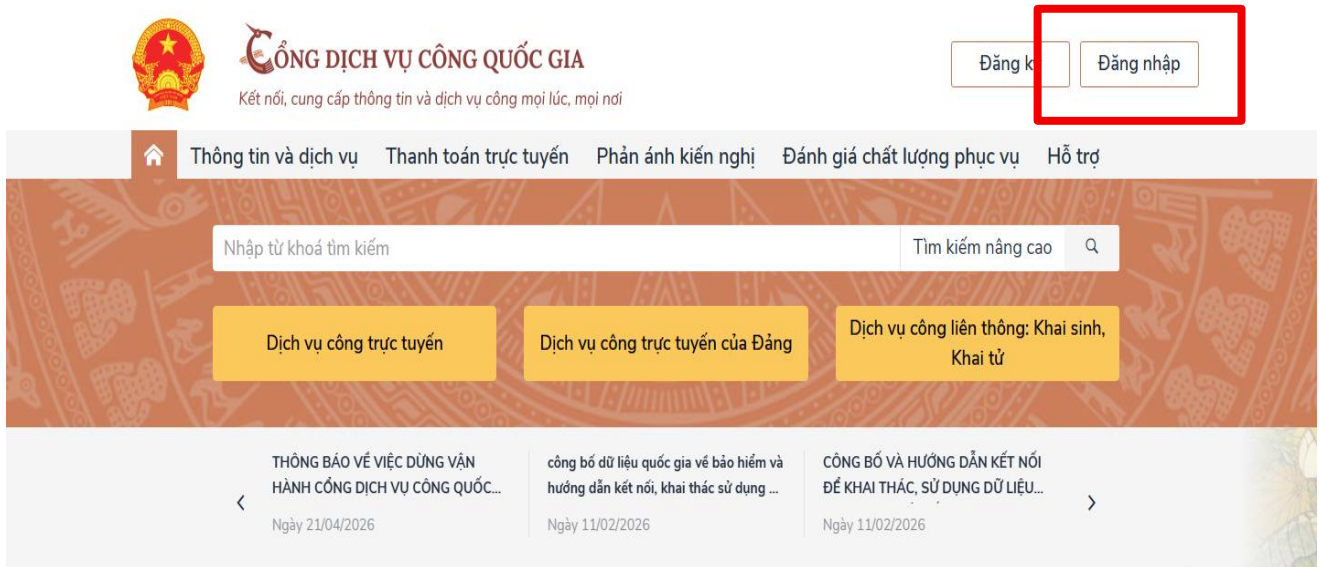 CỔNG DỊCH VỤ CÔNG QUỐC GIA
Kết nối, cung cấp thông tin và dịch vụ công mọi lúc, mọi nơi
Đăng k
Đăng nhập
Thông tin và dịch vụ Thanh toán trực tuyến Phản ánh kiến nghị Đánh giá chất lượng phục vụ Hỗ trợ
Nhập từ khoá tìm kiếm
Tìm kiếm nâng cao
Dịch vụ công trực tuyến
Dịch vụ công trực tuyến của Đảng
Dịch vụ công liên thông: Khai sinh,
Khai tử
THÔNG BÁO VỀ VIỆC DỪNG VẬN
HÀNH CỔNG DỊCH VỤ CÔNG QUỐC...
Ngày 21/04/2026
công bố dữ liệu quốc gia về bảo hiểm và
hướng dẫn kết nối, khai thác sử dụng ...
Ngày 11/02/2026
CÔNG BỐ VÀ HƯỚNG DẪN KẾT NỐI
ĐỂ KHAI THÁC, SỬ DỤNG DỮ LIỆU...
Ngày 11/02/2026